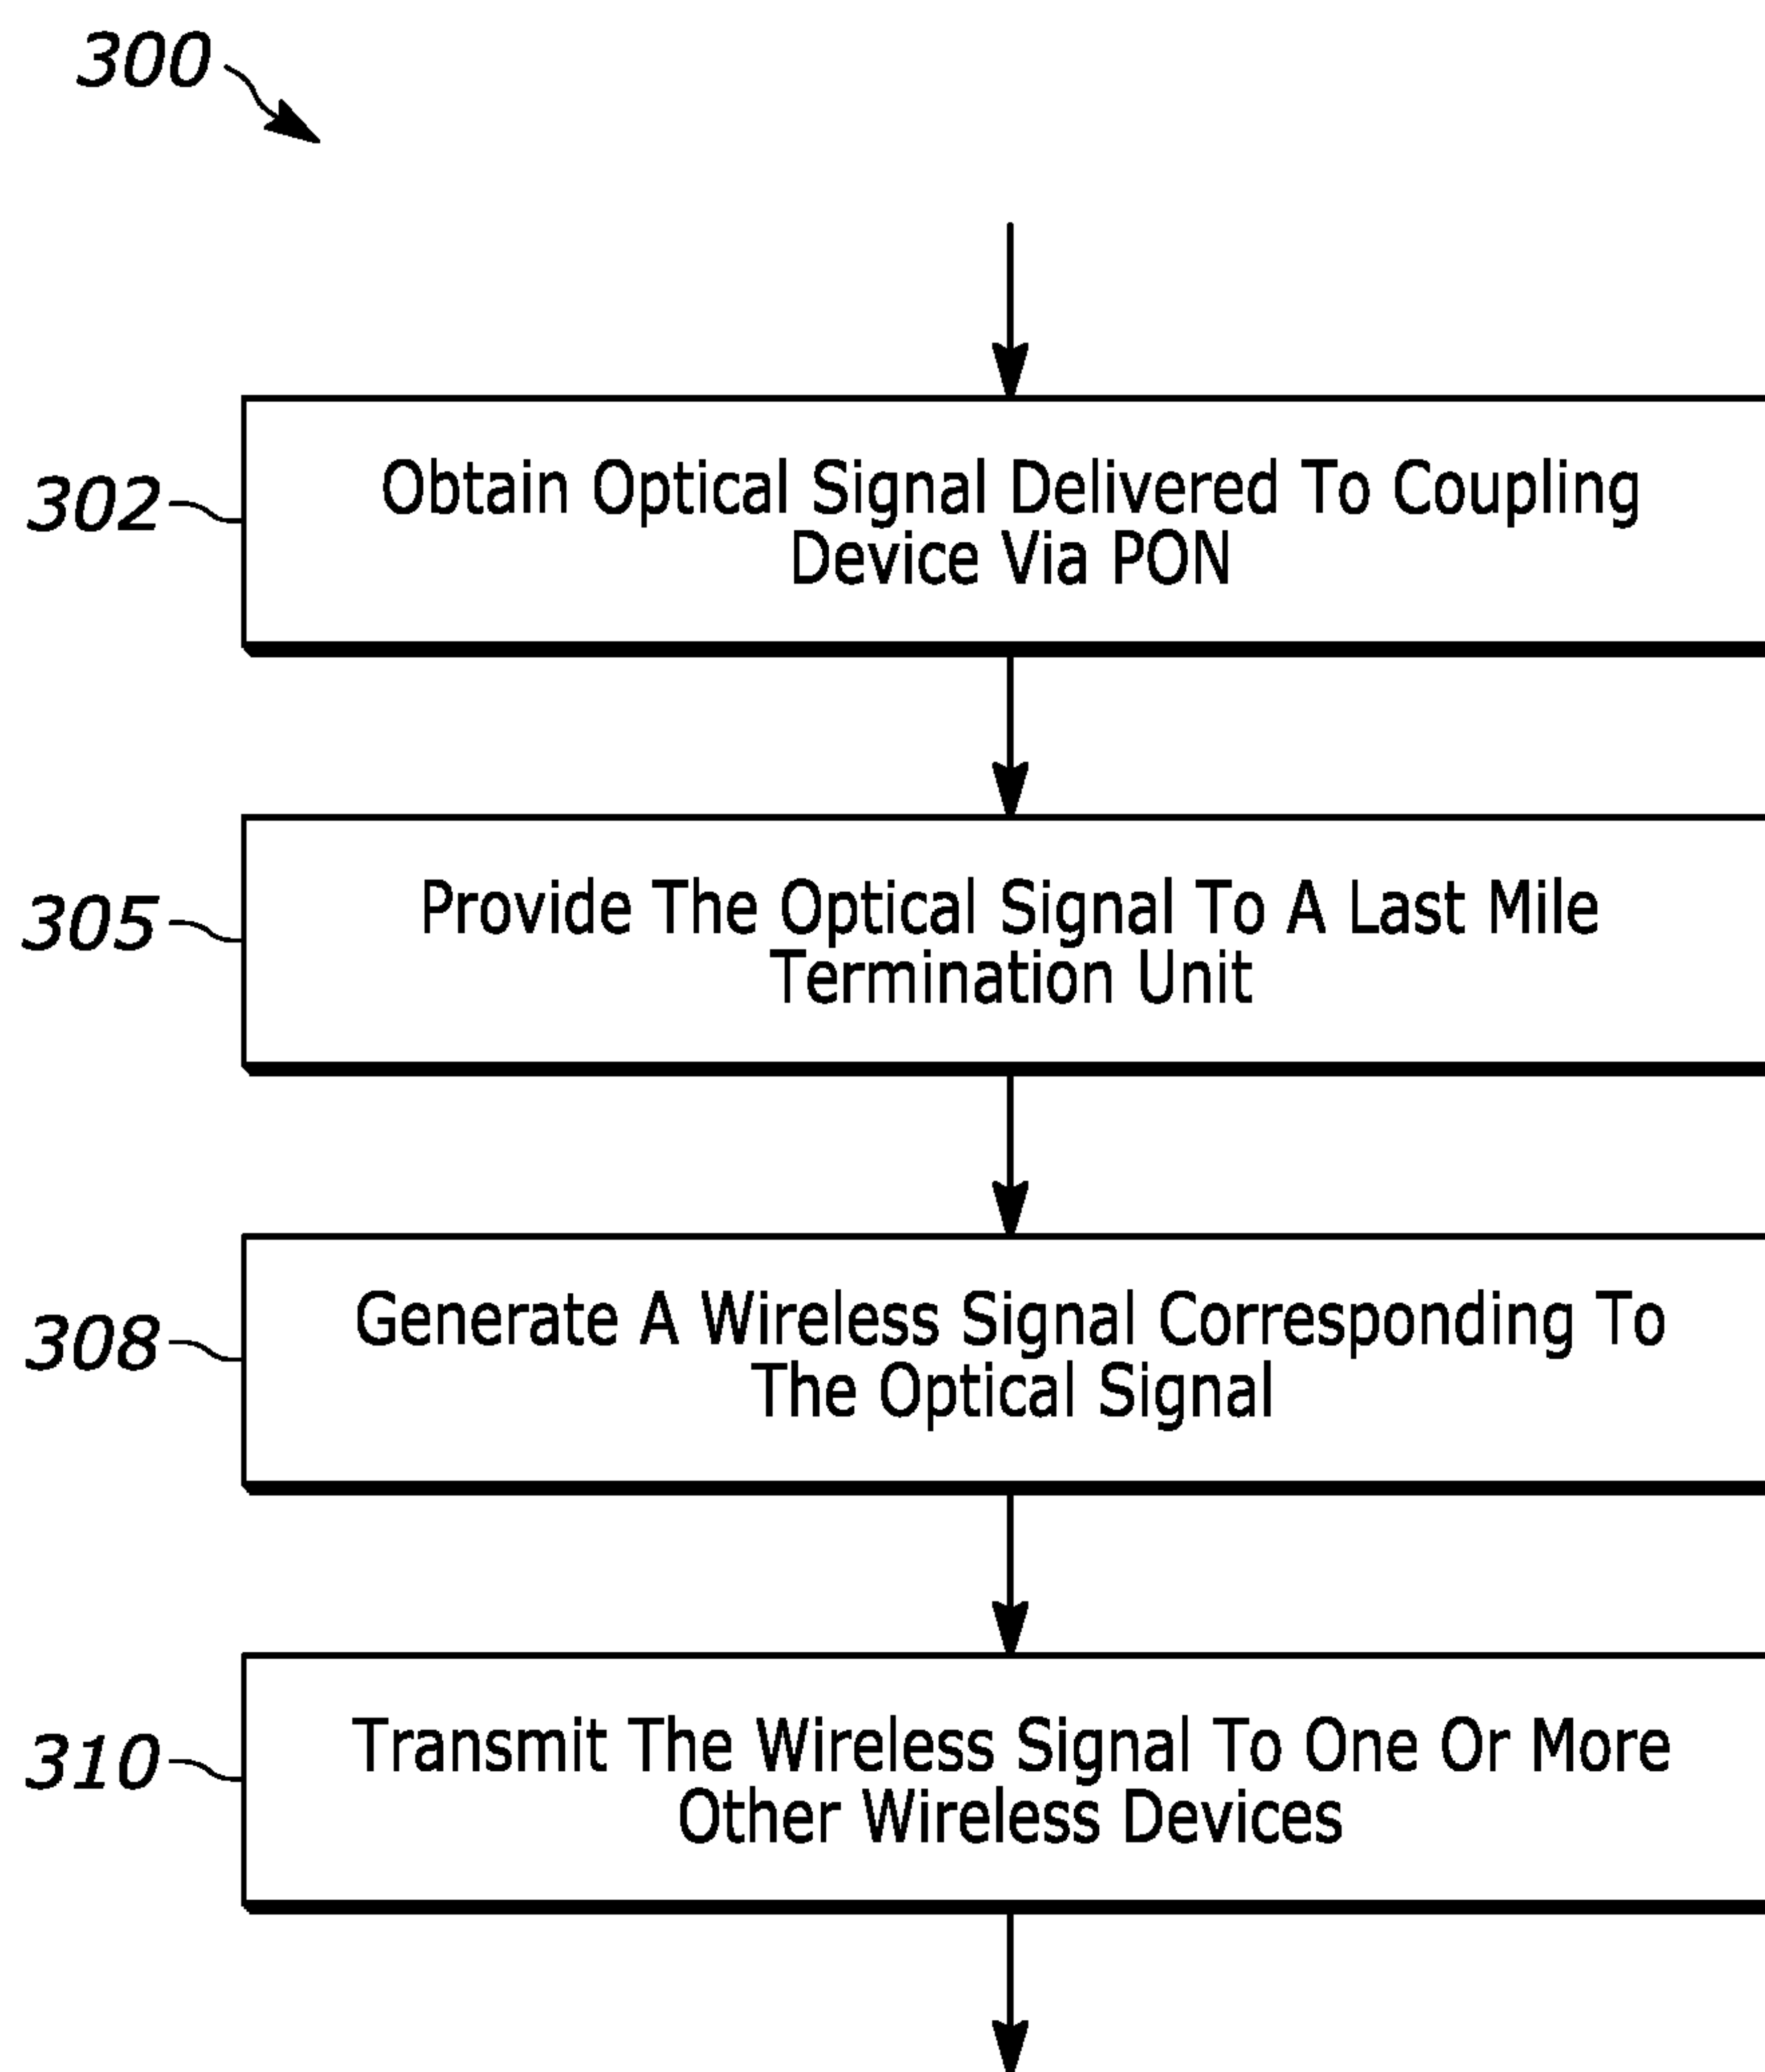 300
302
Obtain Optical Signal Delivered To Coupling
Device Via PON
305
Provide The Optical Signal To A Last Mile
Termination Unit
308
Generate A Wireless Signal Corresponding To
The Optical Signal
310
Transmit The Wireless Signal To One Or More
Other Wireless Devices